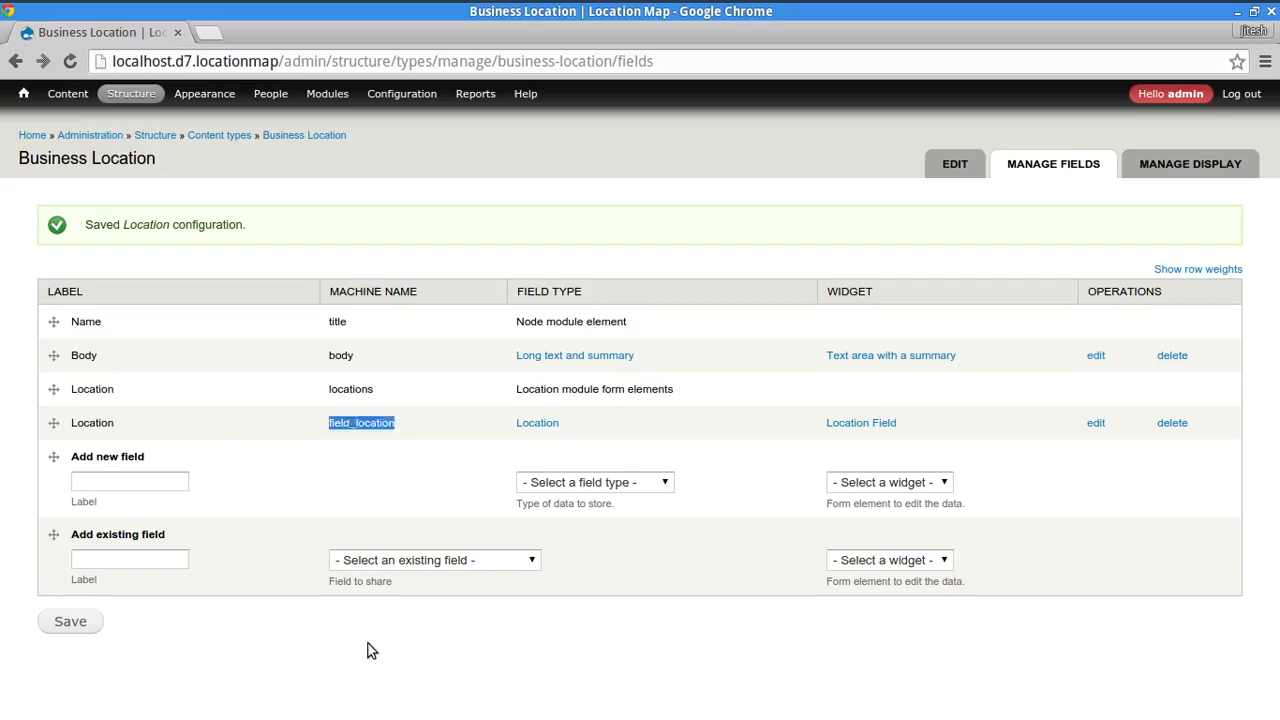 Business Location | Location Map - Google Chrome
Business Location | Loc
jitesh
localhost.d7.locationmap/admin/structure/types/manage/business-location/fields
Content Structure Appearance People Modules Configuration Reports Help Hello admin Log out
Home » Administration » Structure » Content types » Business Location
Business Location
EDIT MANAGE FIELDS MANAGE DISPLAY
Saved Location configuration.
Show row weights
LABEL MACHINE NAME FIELD TYPE WIDGET OPERATIONS
Name title Node module element
Body body Long text and summary Text area with a summary edit delete
Location locations Location module form elements
Location field_location Location Location Field edit delete
Add new field
- Select a field type - - Select a widget -
Label Type of data to store. Form element to edit the data.
Add existing field
- Select an existing field - - Select a widget -
Label Field to share Form element to edit the data.
Save